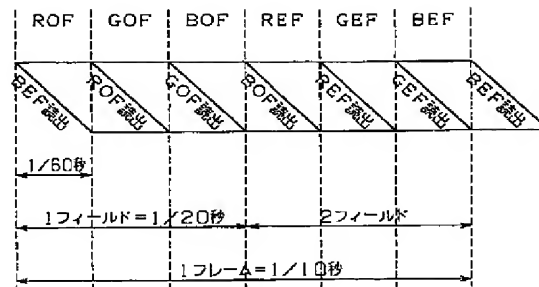 ROF GOF BOF REF GEF BEF
BEF読出 ROF読出 GOF読出 BOF読出 REF読出 GEF読出 BEF読出
1/60秒
1フィールド=1/20秒 2フィールド
1フレーム=1/10秒